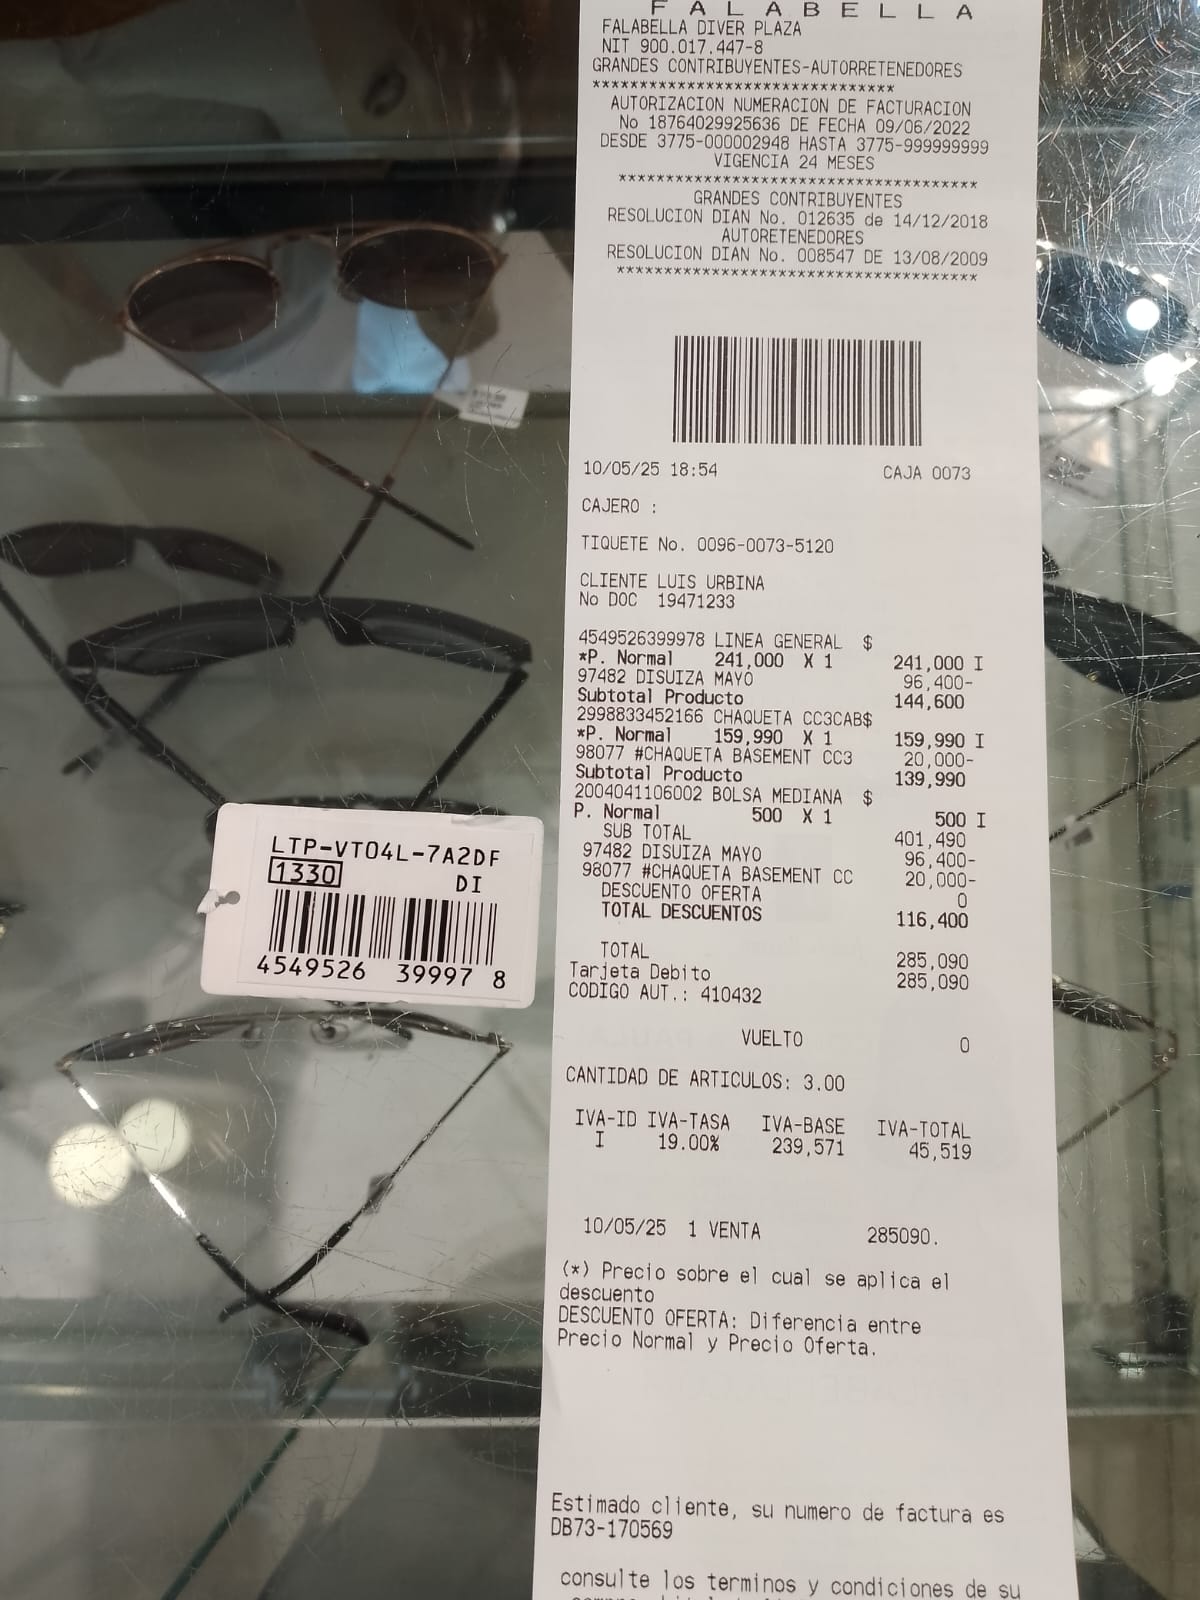 F A L A B E L L A
FALABELLA DIVER PLAZA
NIT 900.017.447-8
GRANDES CONTRIBUYENTES-AUTORRETENEDORES
********************************
AUTORIZACION NUMERACION DE FACTURACION
No 18764029925636 DE FECHA 09/06/2022
DESDE 3775-000002948 HASTA 3775-999999999
VIGENCIA 24 MESES
**************************************
GRANDES CONTRIBUYENTES
RESOLUCION DIAN No. 012635 de 14/12/2018
AUTORETENEDORES
RESOLUCION DIAN No. 008547 DE 13/08/2009
**************************************
10/05/25 18:54 CAJA 0073
CAJERO :
TIQUETE No. 0096-0073-5120
CLIENTE LUIS URBINA
No DOC 19471233
4549526399978 LINEA GENERAL $
*P. Normal 241,000 X 1 241,000 I
97482 DISUIZA MAYO 96,400-
Subtotal Producto 144,600
2998833452166 CHAQUETA CC3CAB$
*P. Normal 159,990 X 1 159,990 I
98077 #CHAQUETA BASEMENT CC3 20,000-
Subtotal Producto 139,990
2004041106002 BOLSA MEDIANA $
P. Normal 500 X 1 500 I
SUB TOTAL 401,490
97482 DISUIZA MAYO 96,400-
98077 #CHAQUETA BASEMENT CC 20,000-
DESCUENTO OFERTA 0
TOTAL DESCUENTOS 116,400
TOTAL 285,090
Tarjeta Debito 285,090
CODIGO AUT.: 410432
VUELTO 0
CANTIDAD DE ARTICULOS: 3.00
IVA-ID IVA-TASA IVA-BASE IVA-TOTAL
I 19.00% 239,571 45,519
10/05/25 1 VENTA 285090.
(*) Precio sobre el cual se aplica el
descuento
DESCUENTO OFERTA: Diferencia entre
Precio Normal y Precio Oferta.
Estimado cliente, su numero de factura es
DB73-170569
consulte los terminos y condiciones de su
LTP-VT04L-7A2DF
1330 DI
4549526 39997 8